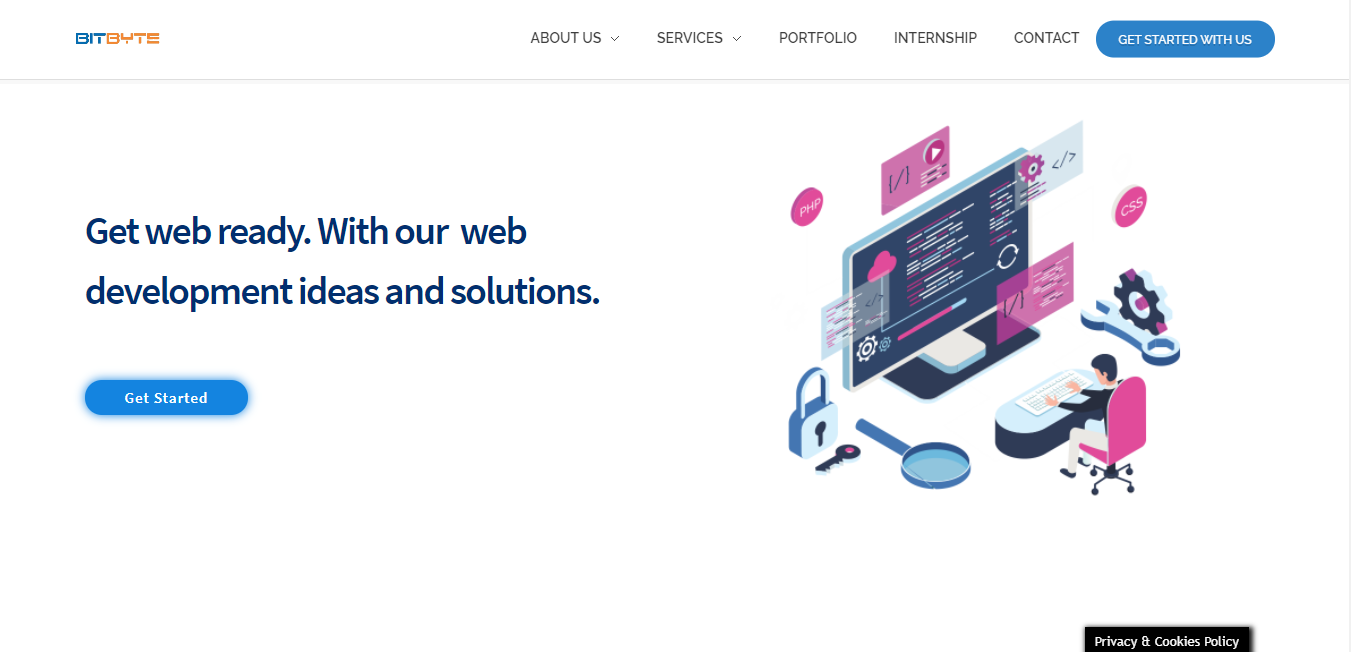 BITBYTE
ABOUT US
SERVICES
PORTFOLIO
INTERNSHIP
CONTACT
GET STARTED WITH US
Get web ready. With our web
development ideas and solutions.
Get Started
{/}
</>
PHP
CSS
</>
{/}
Privacy & Cookies Policy